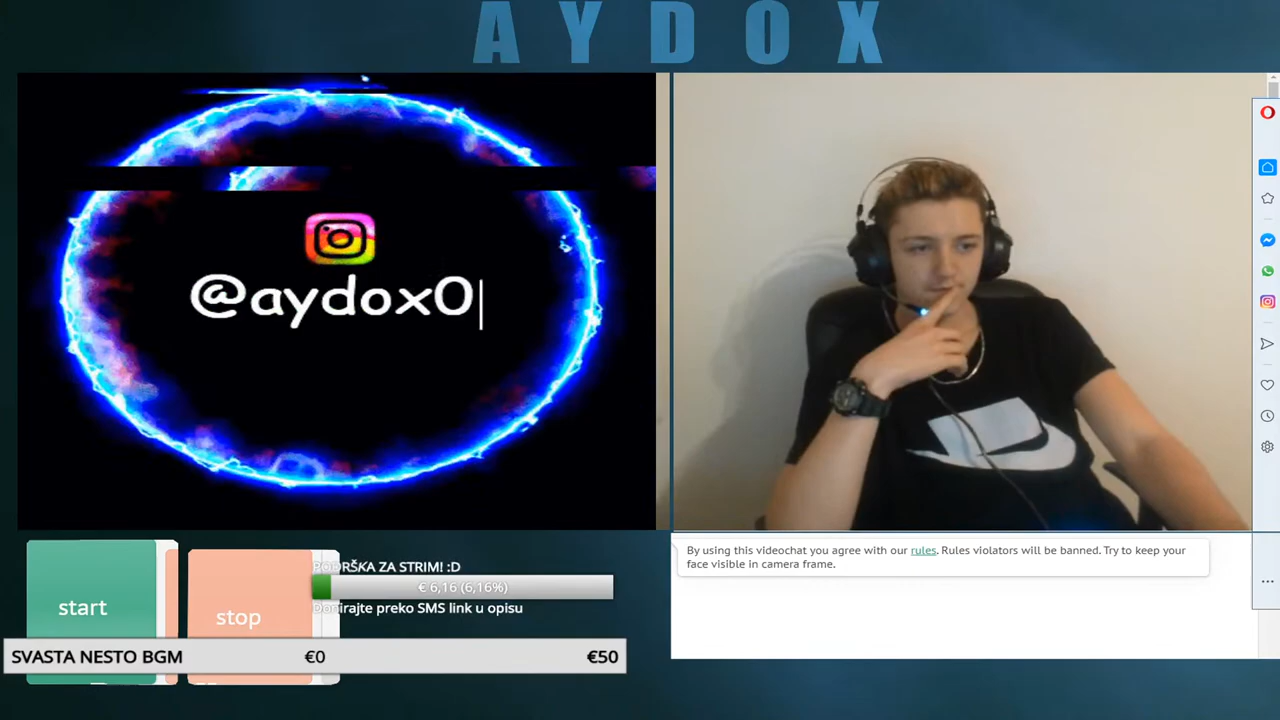 AYDOX
@aydox0
By using this videochat you agree with our rules. Rules violators will be banned. Try to keep your
face visible in camera frame.
start
stop
PODRŠKA ZA STRIM! :D
€ 6,16 (6,16%)
Donirajte preko SMS link u opisu
SVASTA NESTO BGM €0 €50